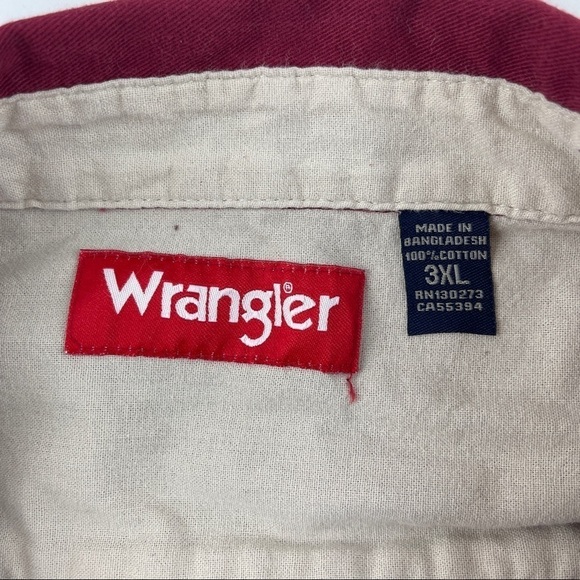 Wrangler®
MADE IN
BANGLADESH
100% COTTON
3XL
RN130273
CA55394